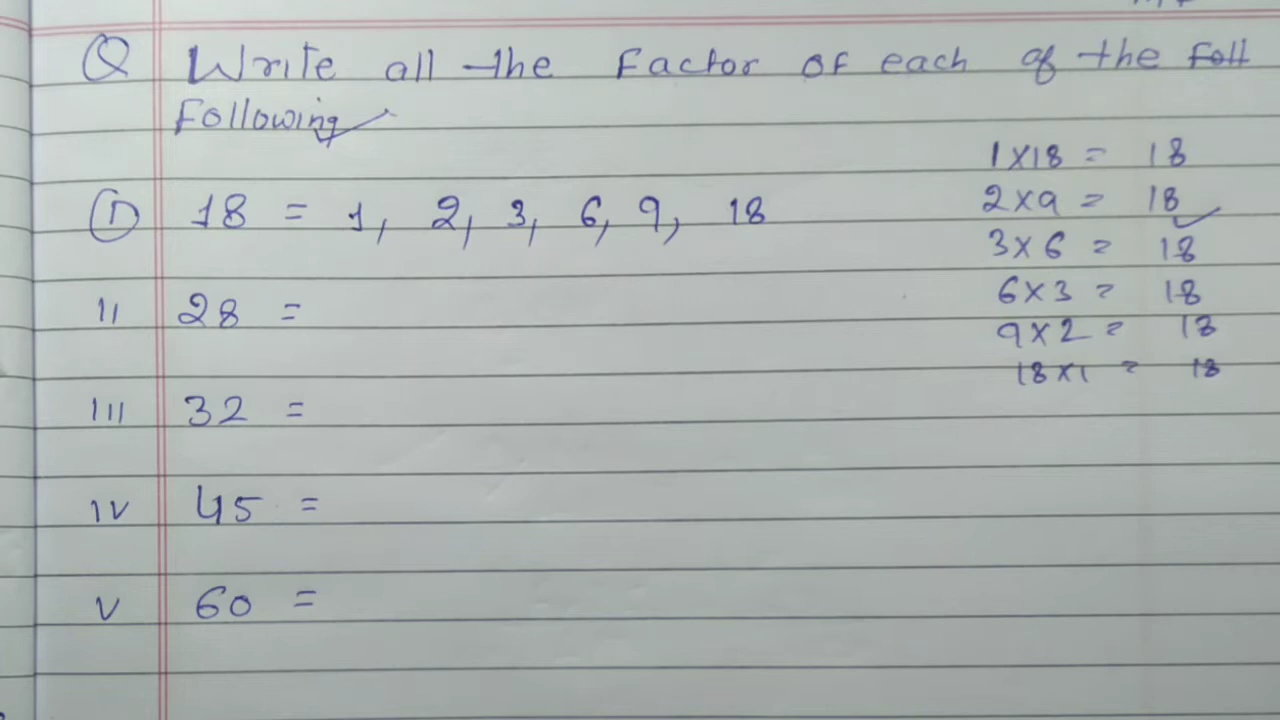 Q Write all the Factor of each of the Foll
Following
I 18 = 1, 2, 3, 6, 9, 18
1 x 18 = 18
2 x 9 = 18
3 x 6 = 18
6 x 3 = 18
9 x 2 = 18
18 x 1 = 18
II 28 =
III 32 =
IV 45 =
V 60 =